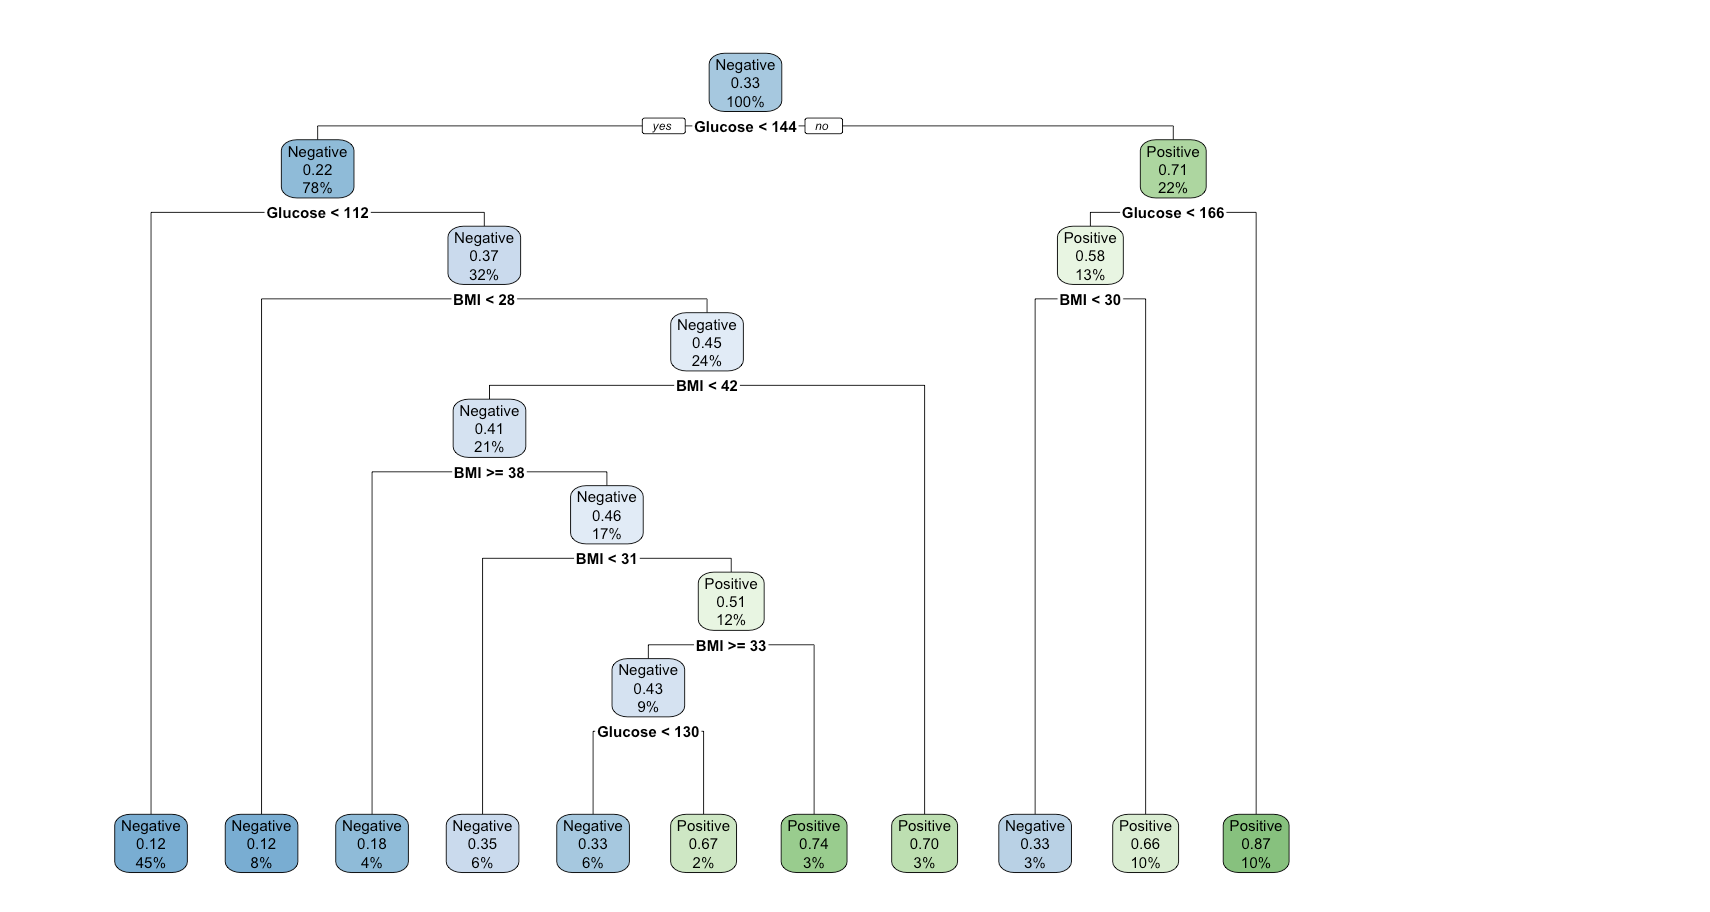 Negative
0.33
100%
yes Glucose < 144 no
Negative
0.22
78%
Positive
0.71
22%
Glucose < 112
Glucose < 166
Negative
0.37
32%
Positive
0.58
13%
BMI < 28
BMI < 30
Negative
0.45
24%
BMI < 42
Negative
0.41
21%
BMI >= 38
Negative
0.46
17%
BMI < 31
Positive
0.51
12%
BMI >= 33
Negative
0.43
9%
Glucose < 130
Negative
0.12
45%
Negative
0.12
8%
Negative
0.18
4%
Negative
0.35
6%
Negative
0.33
6%
Positive
0.67
2%
Positive
0.74
3%
Positive
0.70
3%
Negative
0.33
3%
Positive
0.66
10%
Positive
0.87
10%